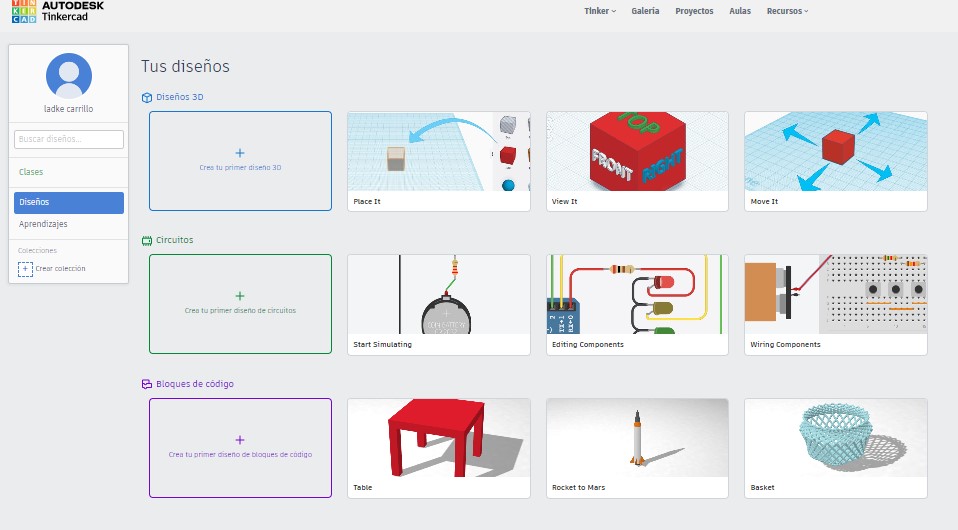 TIN
KER
CAD
AUTODESK
Tinkercad
Tinker
Galería
Proyectos
Aulas
Recursos
ladke carrillo
Buscar diseños...
Clases
Diseños
Aprendizajes
Colecciones
+ Crear colección
Tus diseños
Diseños 3D
+
Crea tu primer diseño 3D
Place It
TOP
FRONT
RIGHT
View It
Move It
Circuitos
+
Crea tu primer diseño de circuitos
Start Simulating
Editing Components
Wiring Components
Bloques de código
+
Crea tu primer diseño de bloques de código
Table
Rocket to Mars
Basket